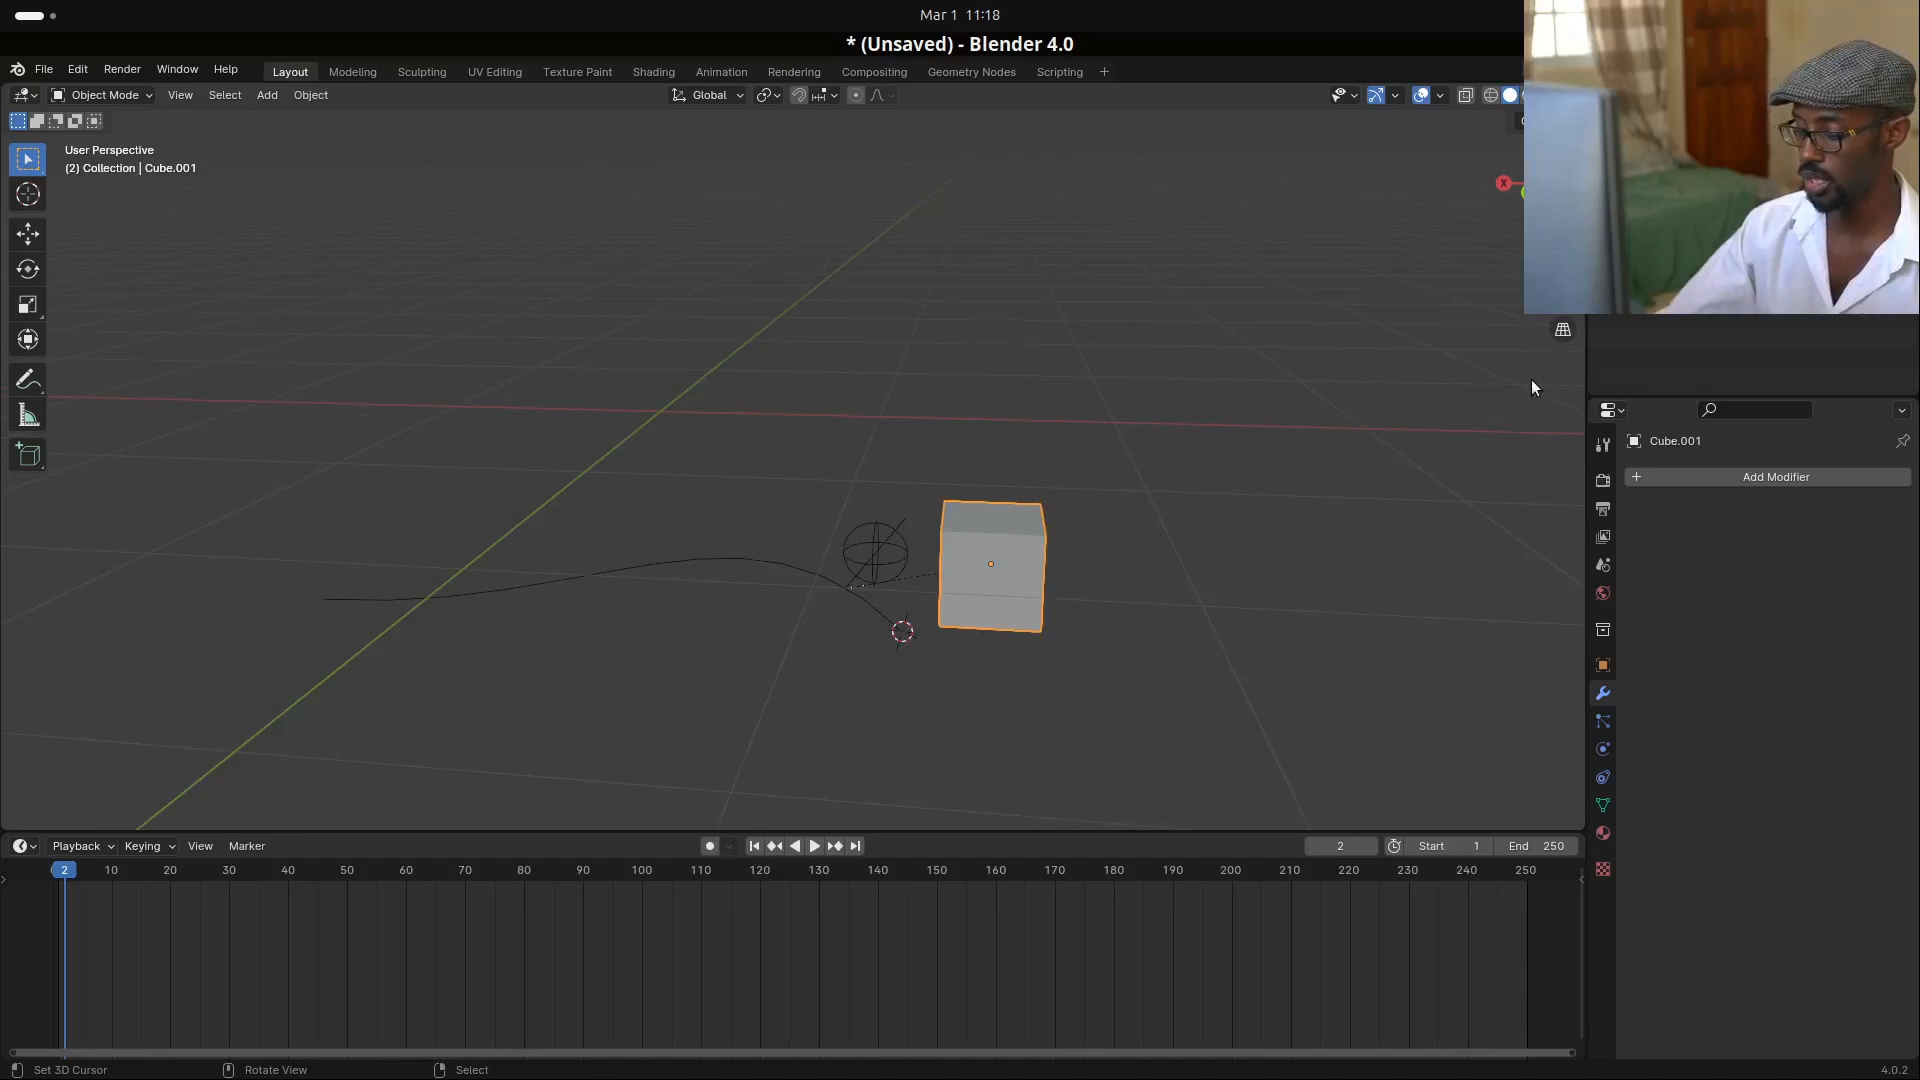 Mar 1 11:18
* (Unsaved) - Blender 4.0
File Edit Render Window Help Layout Modeling Sculpting UV Editing Texture Paint Shading Animation Rendering Compositing Geometry Nodes Scripting +
Object Mode View Select Add Object Global
User Perspective
(2) Collection | Cube.001
X
Cube.001
+ Add Modifier
Playback Keying View Marker 2 Start 1 End 250
2 10 20 30 40 50 60 70 80 90 100 110 120 130 140 150 160 170 180 190 200 210 220 230 240 250
Set 3D Cursor Rotate View Select 4.0.2